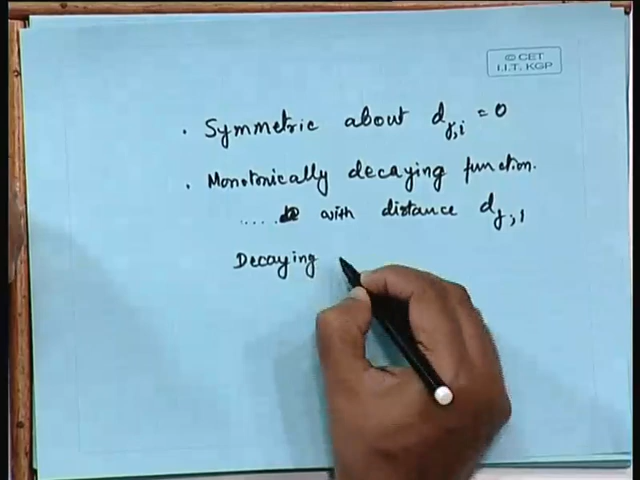 © CET
I.I.T. KGP
. Symmetric about d_{j,i} = 0
. Monotonically decaying function.
..... with distance d_{j,i}
Decaying